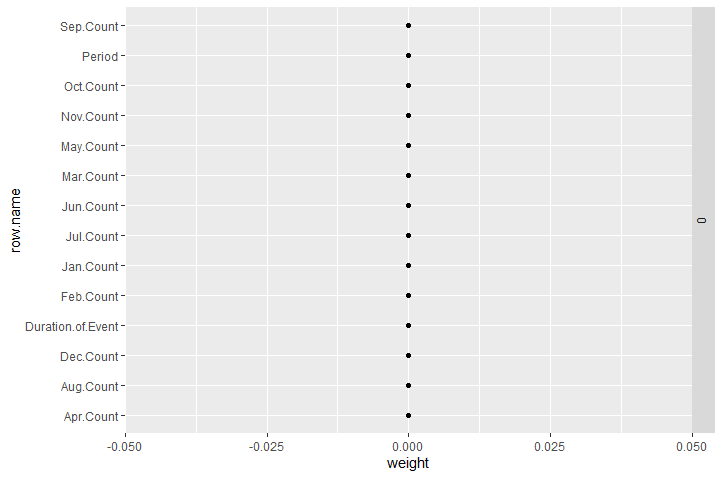 Sep.Count
Period
Oct.Count
Nov.Count
May.Count
Mar.Count
Jun.Count
Jul.Count
Jan.Count
Feb.Count
Duration.of.Event
Dec.Count
Aug.Count
Apr.Count
row.name
0
-0.050 -0.025 0.000 0.025 0.050
weight